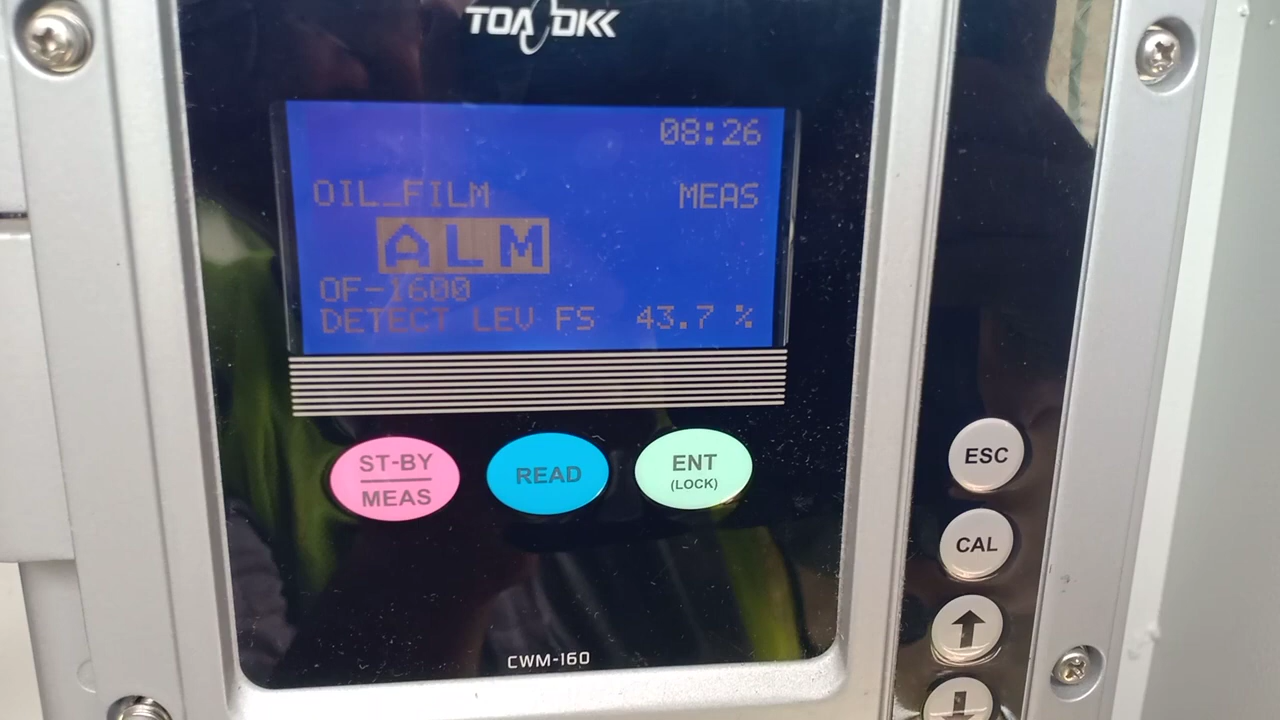 TOA DKK
08:26
OIL_FILM MEAS
ALM
OF-1600
DETECT LEV FS 43.7 %
ST-BY
MEAS
READ
ENT
(LOCK)
ESC
CAL
CWM-160